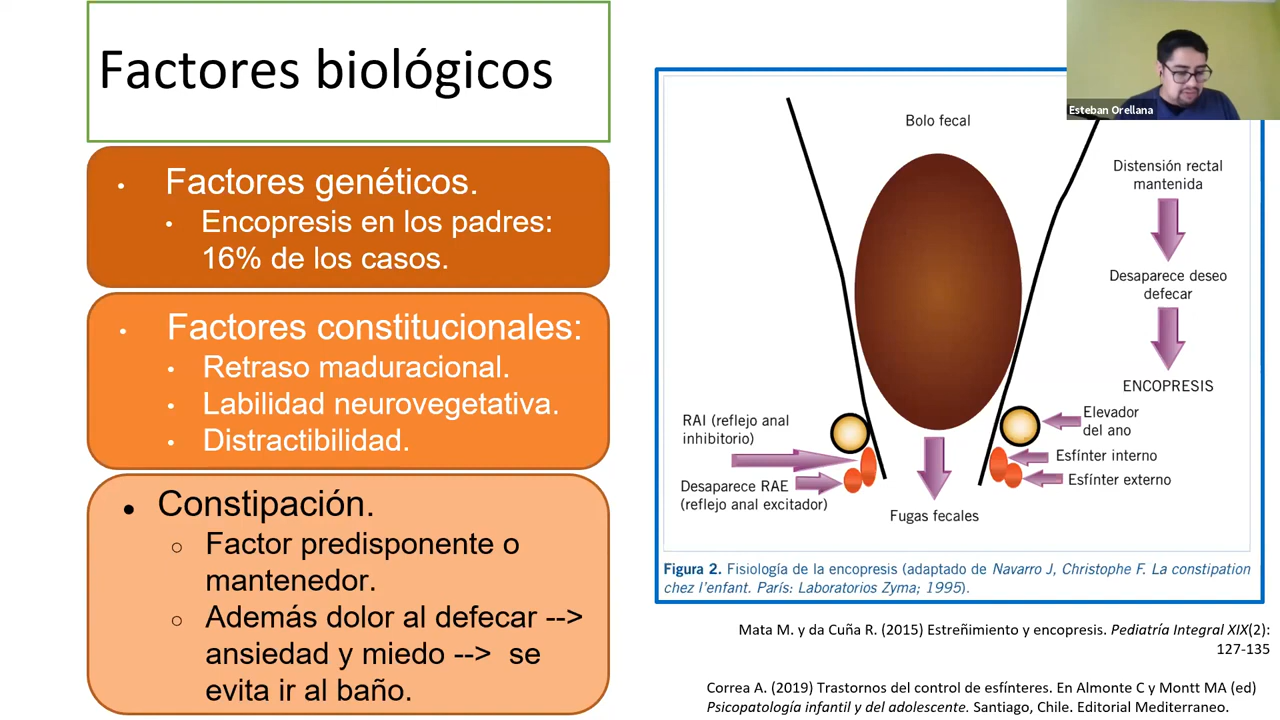 Factores biológicos
• Factores genéticos.
• Encopresis en los padres:
16% de los casos.
• Factores constitucionales:
• Retraso maduracional.
• Labilidad neurovegetativa.
• Distractibilidad.
● Constipación.
○ Factor predisponente o
mantenedor.
○ Además dolor al defecar -->
ansiedad y miedo --> se
evita ir al baño.
Esteban Orellana
Bolo fecal
Distensión rectal
mantenida
Desaparece deseo
defecar
ENCOPRESIS
RAI (reflejo anal
inhibitorio)
Desaparece RAE
(reflejo anal excitador)
Elevador
del ano
Esfínter interno
Esfínter externo
Fugas fecales
Figura 2. Fisiología de la encopresis (adaptado de Navarro J, Christophe F. La constipation
chez l’enfant. París: Laboratorios Zyma; 1995).
Mata M. y da Cuña R. (2015) Estreñimiento y encopresis. Pediatría Integral XIX(2):
127-135
Correa A. (2019) Trastornos del control de esfínteres. En Almonte C y Montt MA (ed)
Psicopatología infantil y del adolescente. Santiago, Chile. Editorial Mediterraneo.